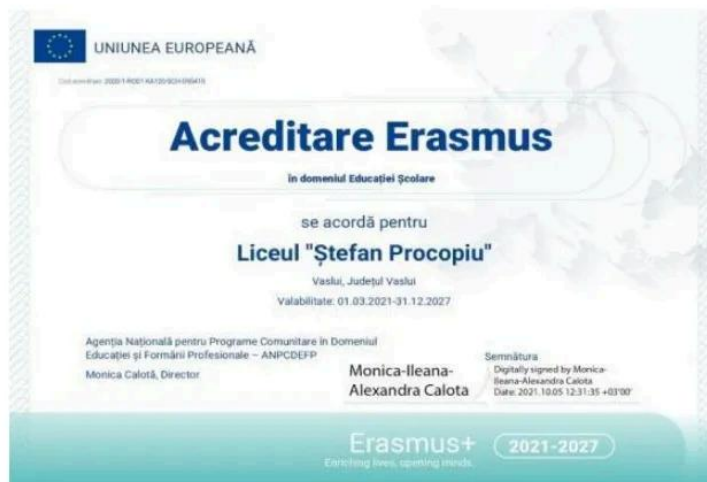 UNIUNEA EUROPEANĂ
Acreditare Erasmus
în domeniul Educației Școlare
se acordă pentru
Liceul "Ștefan Procopiu"
Vaslui, Județul Vaslui
Valabilitate: 01.03.2021-31.12.2027
Agenția Națională pentru Programe Comunitare în Domeniul
Educației și Formării Profesionale – ANPCDEFP
Monica Calotă, Director
Monica-Ileana-
Alexandra Calota
Semnătura
Digitally signed by Monica-
Ileana-Alexandra Calota
Date: 2021.10.05 12:31:35 +03'00'
Erasmus+
2021-2027
Enriching lives, opening minds.